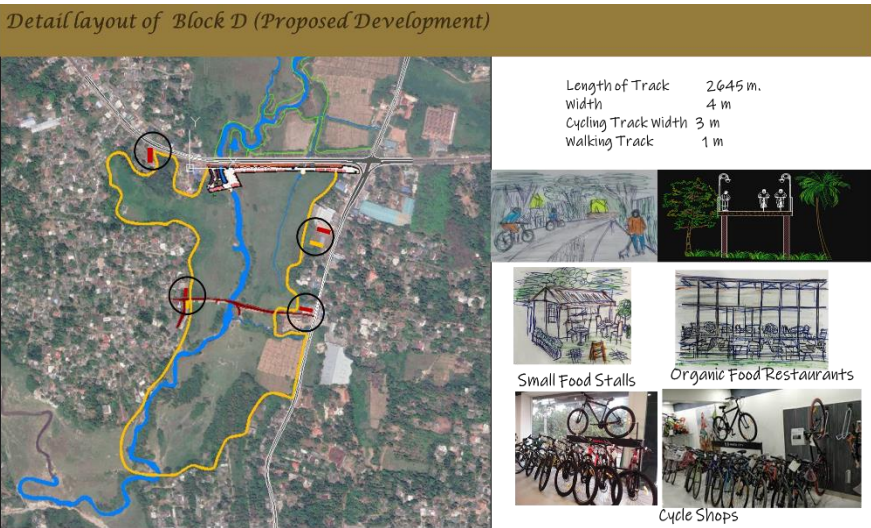 Detail layout of Block D (Proposed Development)
Length of Track 2645 m.
Width 4 m
Cycling Track Width 3 m
Walking Track 1 m
Small Food Stalls
Organic Food Restaurants
Cycle Shops